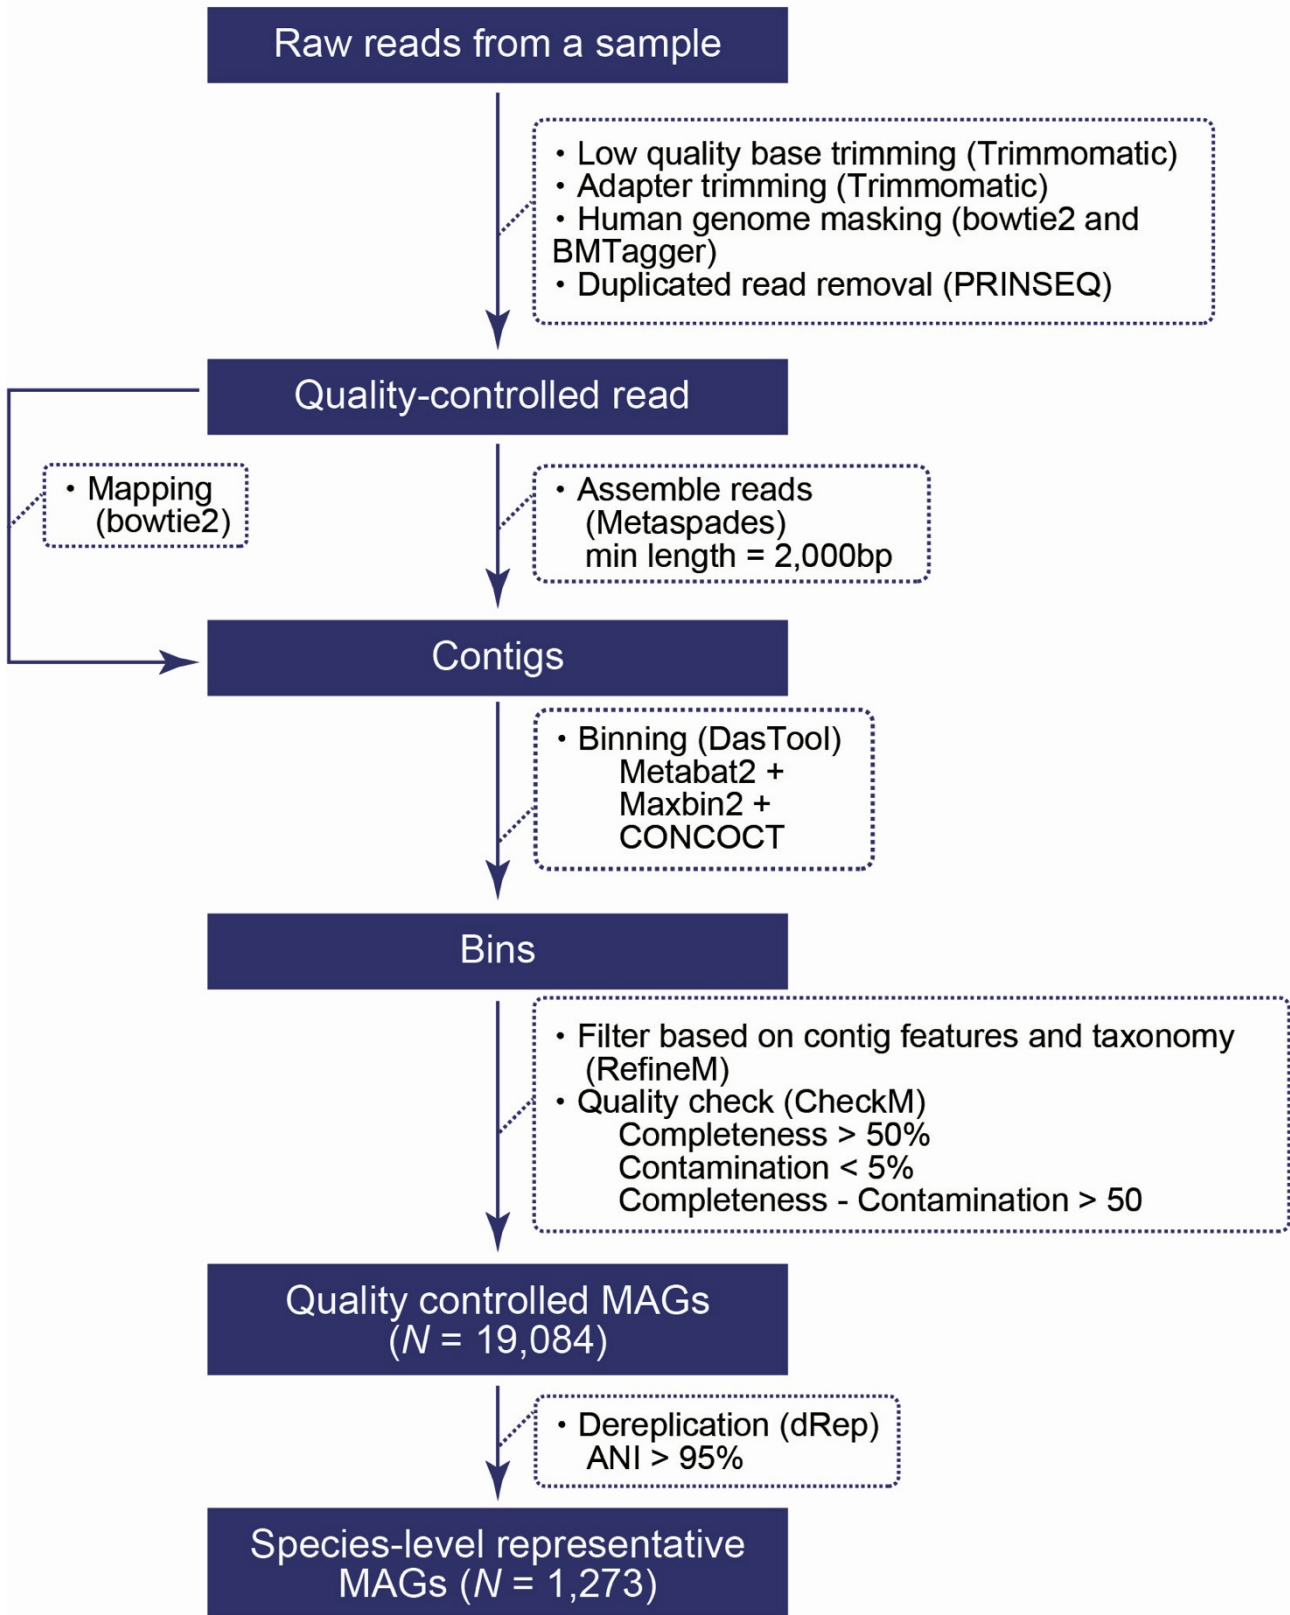 Raw reads from a sample
・Low quality base trimming (Trimmomatic)
・Adapter trimming (Trimmomatic)
・Human genome masking (bowtie2 and
BMTagger)
・Duplicated read removal (PRINSEQ)
Quality-controlled read
・Mapping
(bowtie2)
・Assemble reads
(Metaspades)
min length = 2,000bp
Contigs
・Binning (DasTool)
Metabat2 +
Maxbin2 +
CONCOCT
Bins
・Filter based on contig features and taxonomy
(RefineM)
・Quality check (CheckM)
Completeness > 50%
Contamination < 5%
Completeness - Contamination > 50
Quality controlled MAGs
(N = 19,084)
・Dereplication (dRep)
ANI > 95%
Species-level representative
MAGs (N = 1,273)